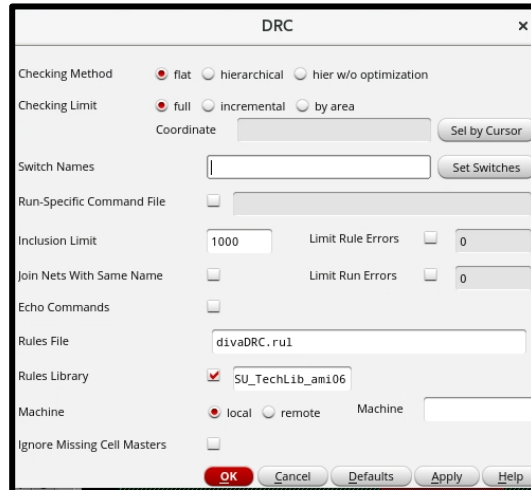 DRC ×
Checking Method flat hierarchical hier w/o optimization
Checking Limit full incremental by area
Coordinate Sel by Cursor
Switch Names Set Switches
Run-Specific Command File
Inclusion Limit 1000 Limit Rule Errors 0
Join Nets With Same Name Limit Run Errors 0
Echo Commands
Rules File divaDRC.rul
Rules Library SU_TechLib_ami06
Machine local remote Machine
Ignore Missing Cell Masters
OK Cancel Defaults Apply Help